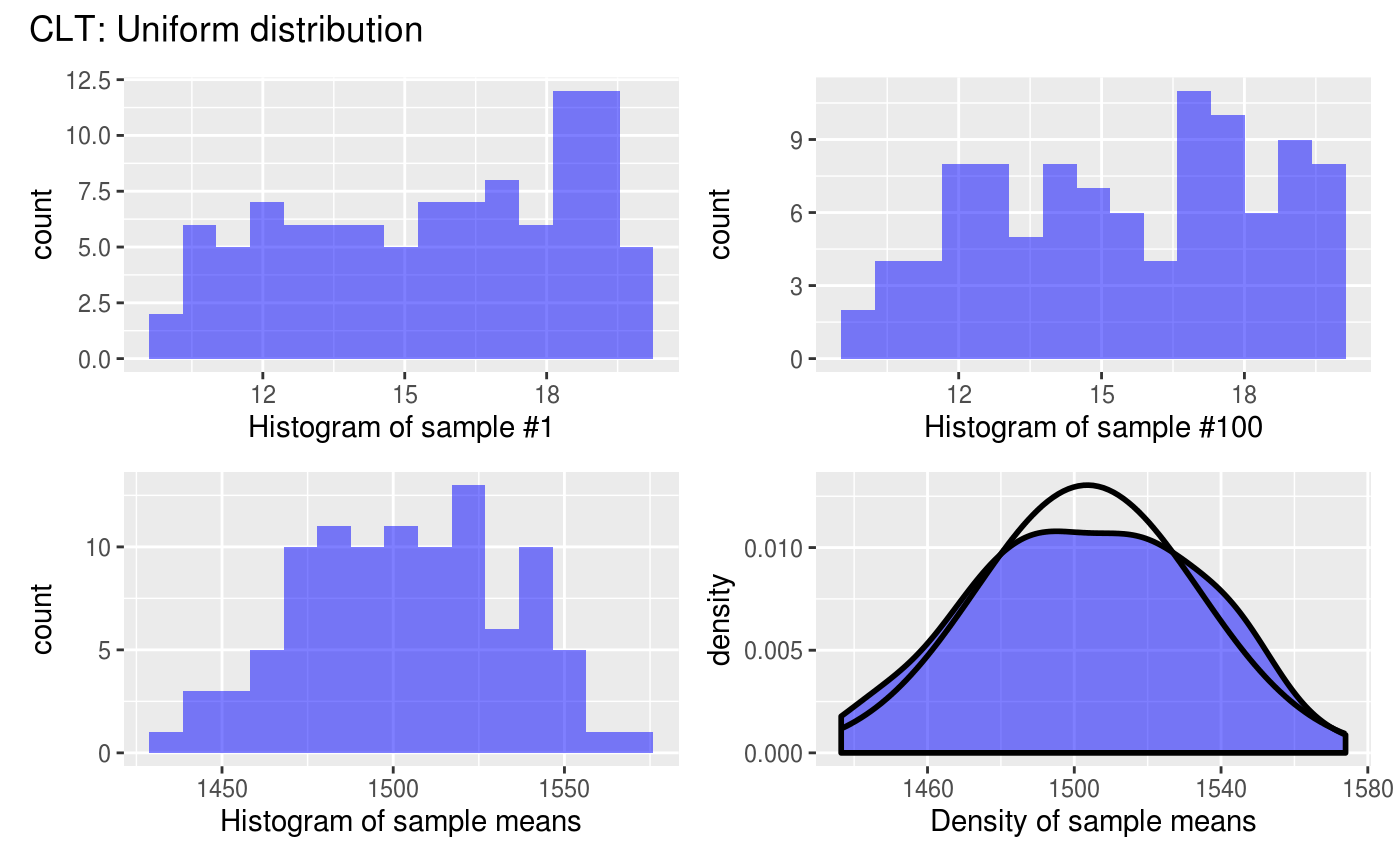 CLT: Uniform distribution
12.5
10.0
7.5
5.0
2.5
0.0
count
12 15 18
Histogram of sample #1
9
6
3
0
count
12 15 18
Histogram of sample #100
10
5
0
count
1450 1500 1550
Histogram of sample means
0.010
0.005
0.000
density
1460 1500 1540 1580
Density of sample means